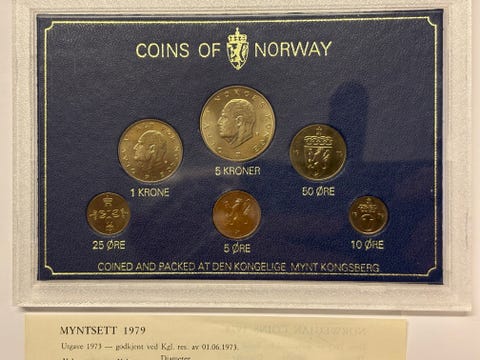 COINS OF NORWAY
1 KRONE
5 KRONER
50 ØRE
25 ØRE
5 ØRE
10 ØRE
COINED AND PACKED AT DEN KONGELIGE MYNT KONGSBERG
MYNTSETT 1979
Utgave 1973 — godkjent ved Kgl. res. av 01.06.1973.
Diameter